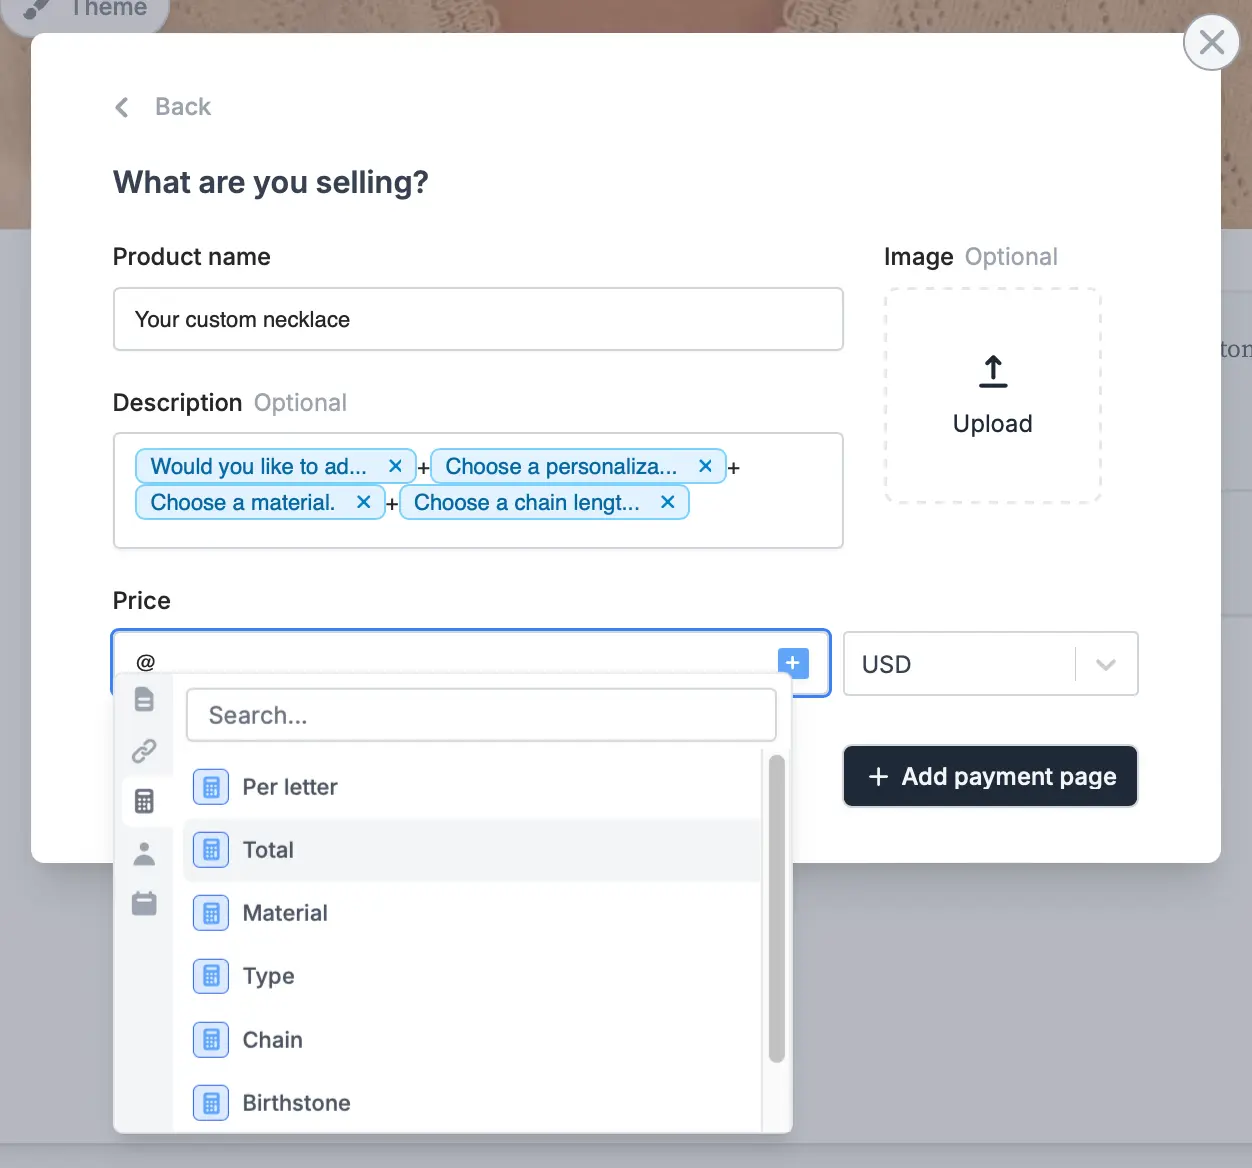 Theme
Back
What are you selling?
Product name
Image Optional
Your custom necklace
Upload
Description Optional
Would you like to ad... × + Choose a personaliza... × +
Choose a material. × + Choose a chain lengt... ×
Price
@
+
USD
Search...
Per letter
Total
Material
Type
Chain
Birthstone
+ Add payment page